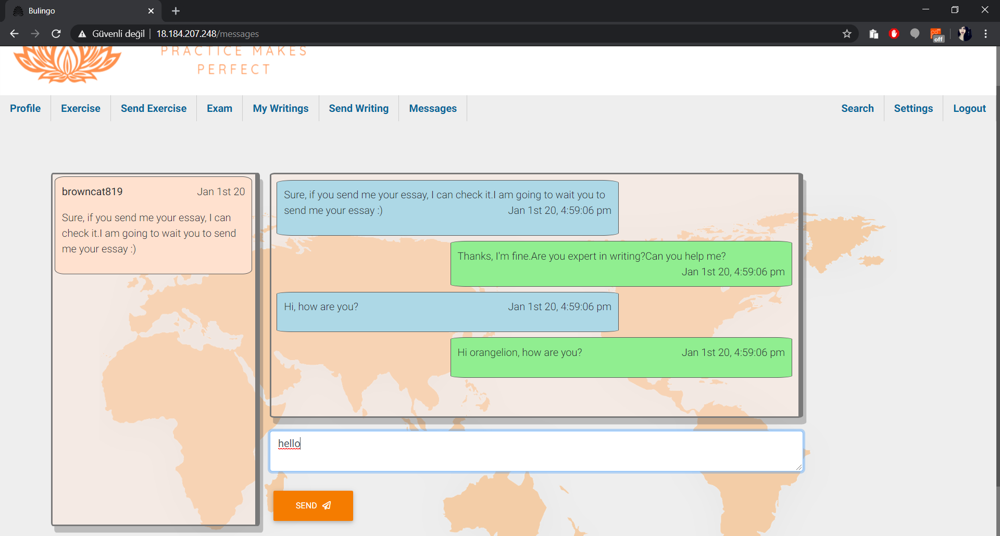 Bulingo
Güvenli değil
18.184.207.248/messages
off
PRACTICE MAKES
PERFECT
Profile
Exercise
Send Exercise
Exam
My Writings
Send Writing
Messages
Search
Settings
Logout
browncat819 Jan 1st 20
Sure, if you send me your essay, I can
check it.I am going to wait you to send
me your essay :)
Sure, if you send me your essay, I can check it.I am going to wait you to
send me your essay :) Jan 1st 20, 4:59:06 pm
Thanks, I'm fine.Are you expert in writing?Can you help me?
Jan 1st 20, 4:59:06 pm
Hi, how are you? Jan 1st 20, 4:59:06 pm
Hi orangelion, how are you? Jan 1st 20, 4:59:06 pm
hello
SEND